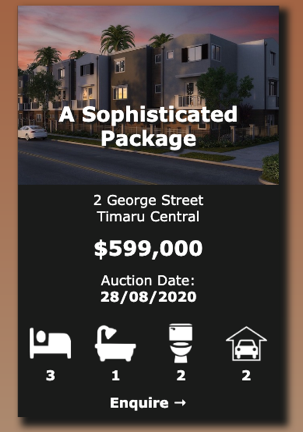 A Sophisticated
Package
2 George Street
Timaru Central
$599,000
Auction Date:
28/08/2020
3 1 2 2
Enquire →